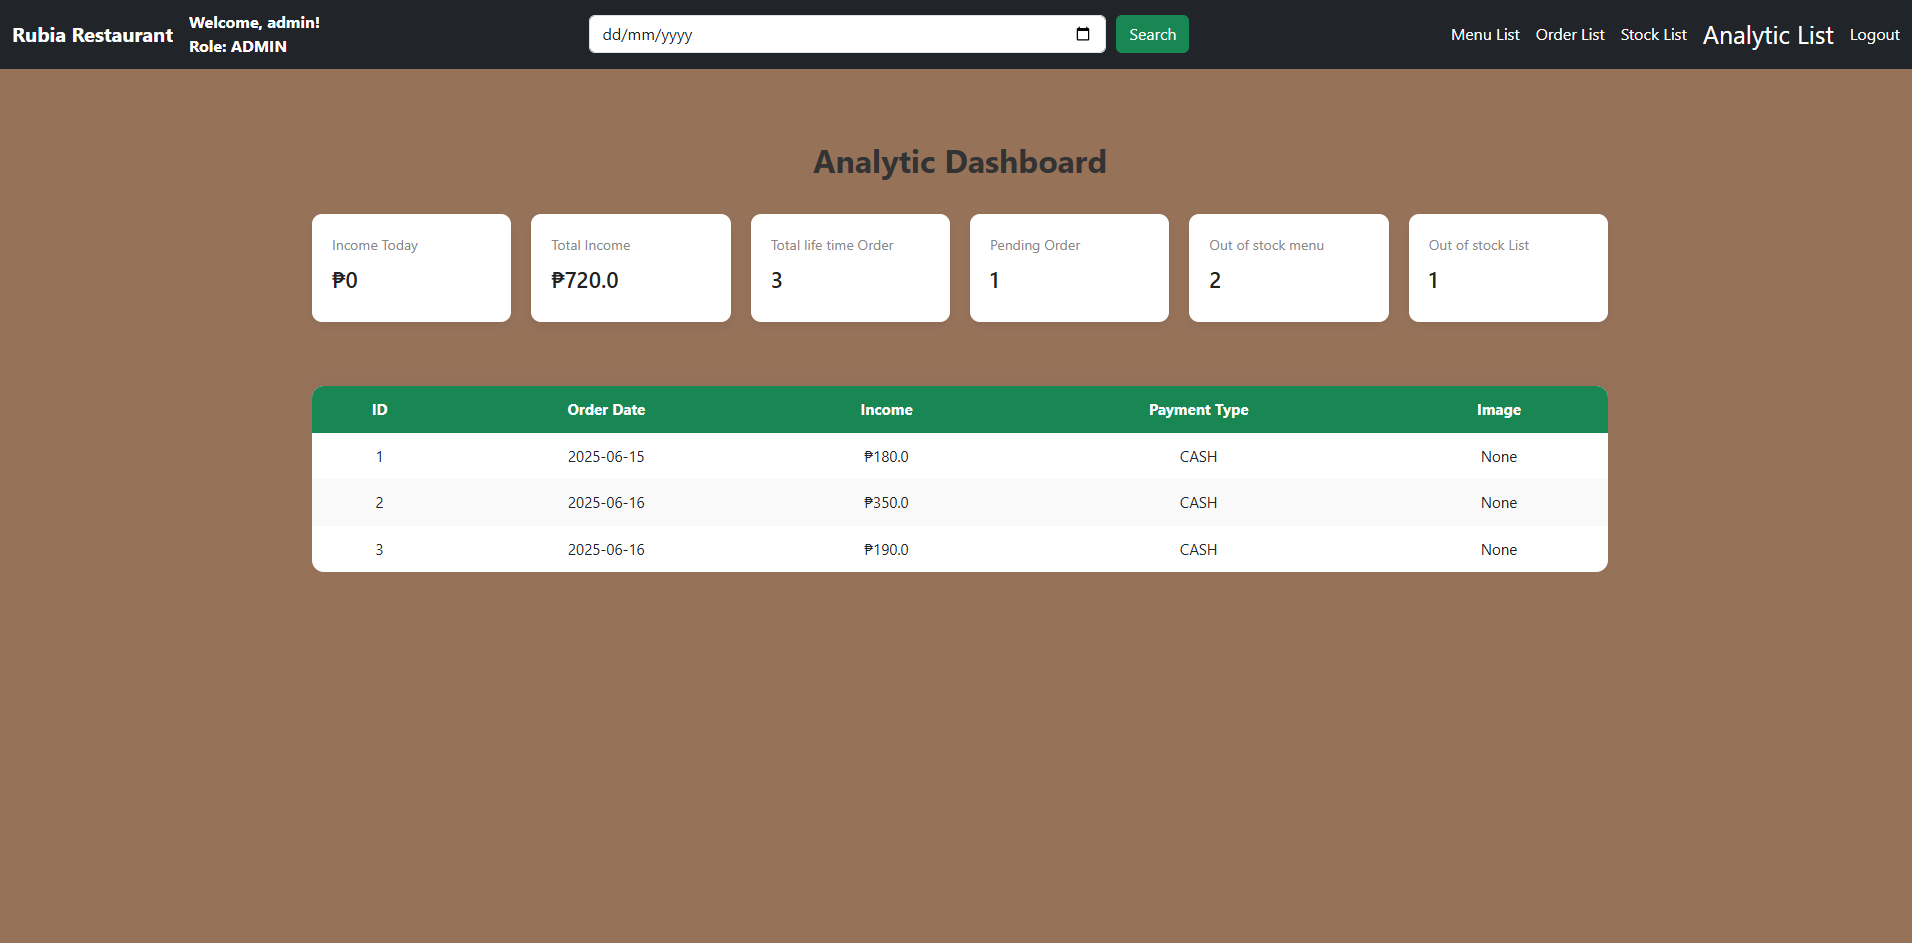 Rubia Restaurant
Welcome, admin!
Role: ADMIN
dd/mm/yyyy
Search
Menu List Order List Stock List Analytic List Logout
Analytic Dashboard
Income Today
₱0
Total Income
₱720.0
Total life time Order
3
Pending Order
1
Out of stock menu
2
Out of stock List
1
ID Order Date Income Payment Type Image
1 2025-06-15 ₱180.0 CASH None
2 2025-06-16 ₱350.0 CASH None
3 2025-06-16 ₱190.0 CASH None